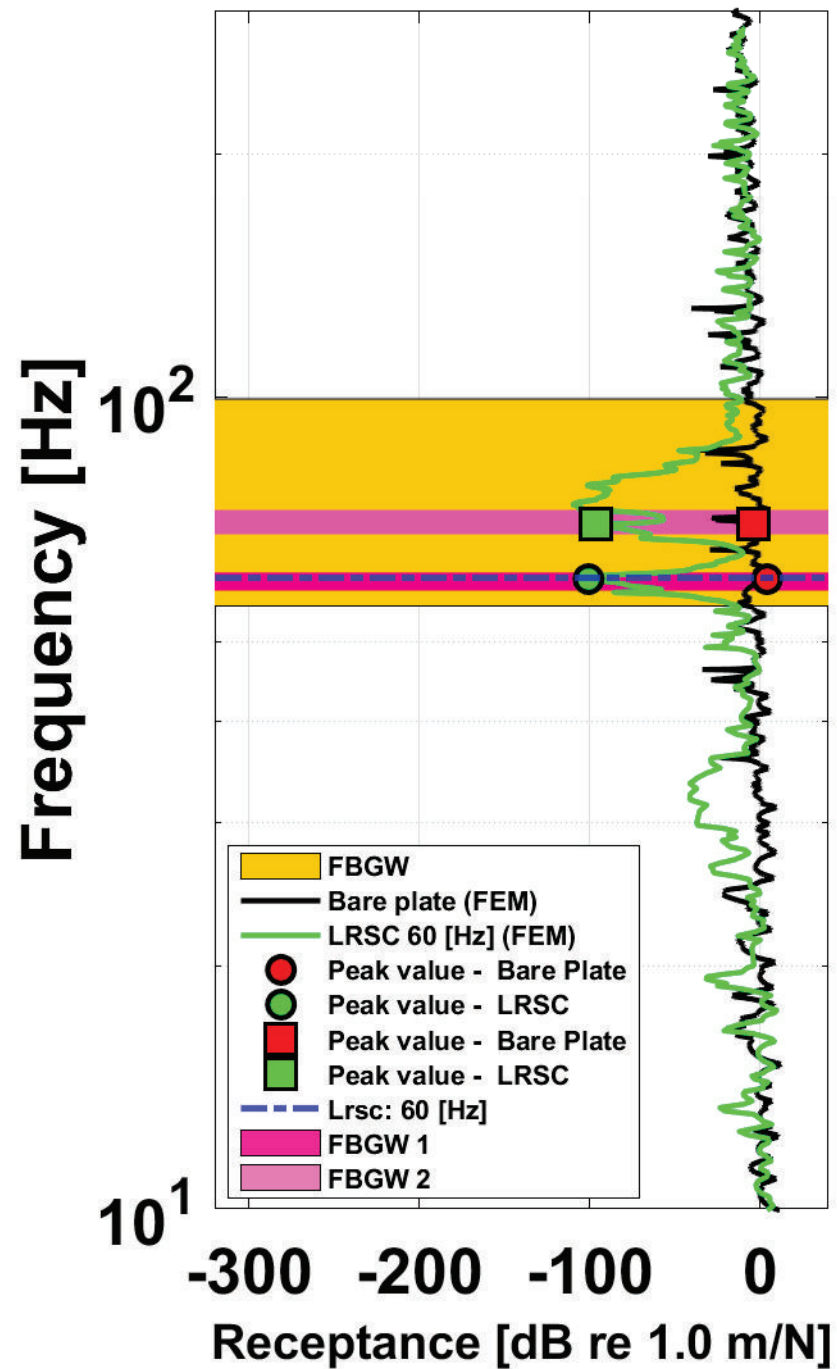 Frequency [Hz]
10²
10¹
FBGW
Bare plate (FEM)
LRSC 60 [Hz] (FEM)
Peak value - Bare Plate
Peak value - LRSC
Peak value - Bare Plate
Peak value - LRSC
Lrsc: 60 [Hz]
FBGW 1
FBGW 2
-300 -200 -100 0
Receptance [dB re 1.0 m/N]